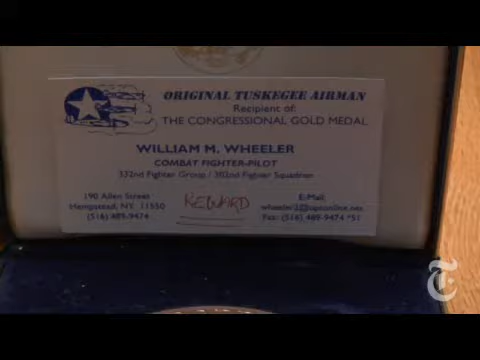 ORIGINAL TUSKEGEE AIRMAN
Recipient of:
THE CONGRESSIONAL GOLD MEDAL
WILLIAM M. WHEELER
COMBAT FIGHTER-PILOT
332nd Fighter Group / 302nd Fighter Squadron
190 Allen Street
Hempstead, NY, 11550
(516) 489-9474
REWARD
E-Mail:
Fax: (516) 489-9474 *51
T